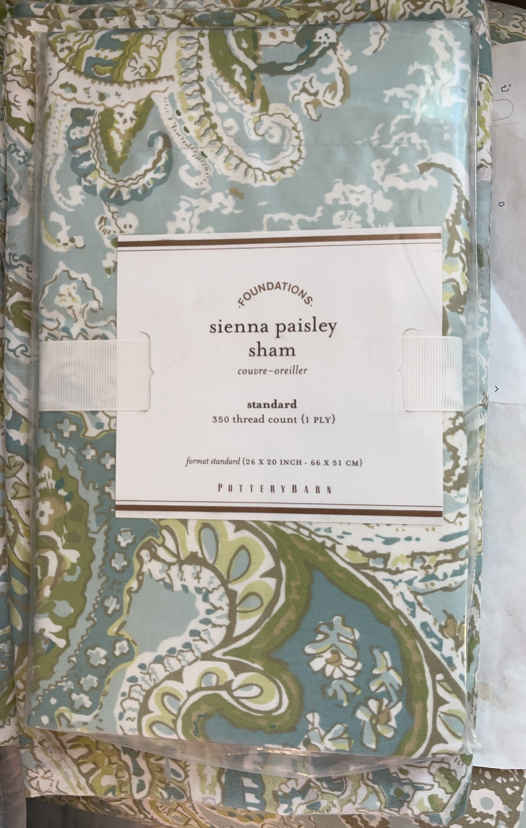 ·FOUNDATIONS·
sienna paisley
sham
couvre-oreiller
standard
350 thread count (1 PLY)
format standard (26 X 20 INCH - 66 X 51 CM)
POTTERYBARN